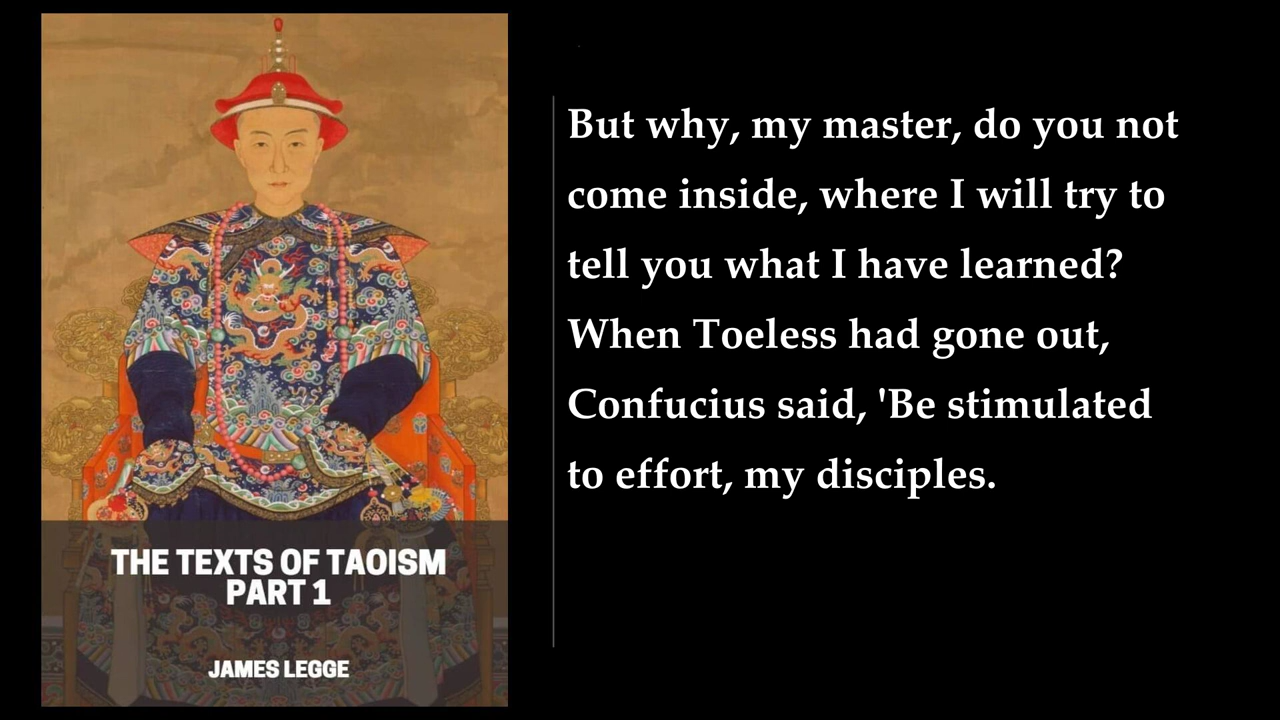 THE TEXTS OF TAOISM
PART 1
JAMES LEGGE
But why, my master, do you not
come inside, where I will try to
tell you what I have learned?
When Toeless had gone out,
Confucius said, 'Be stimulated
to effort, my disciples.